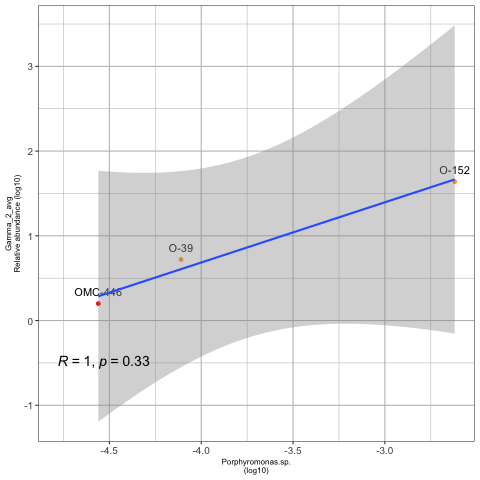 Gamma_2_avg
Relative abundante (log10)
3
2
1
0
-1
O-152
O-39
OMC-446
R = 1, p = 0.33
-4.5
-4.0
-3.5
-3.0
Porphyromonas.sp.
(log10)